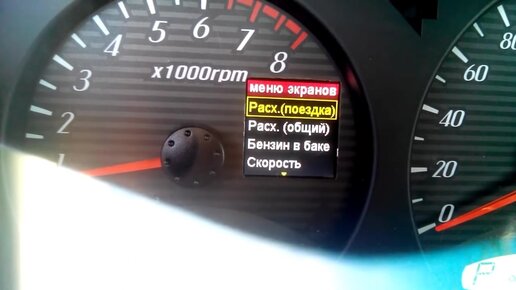 7
6
8
5
4
3
2
1
x1000rpm
меню экранов
Расх.(поездка)
Расх. (общий)
Бензин в баке
Скорость
80
60
40
20
0
P